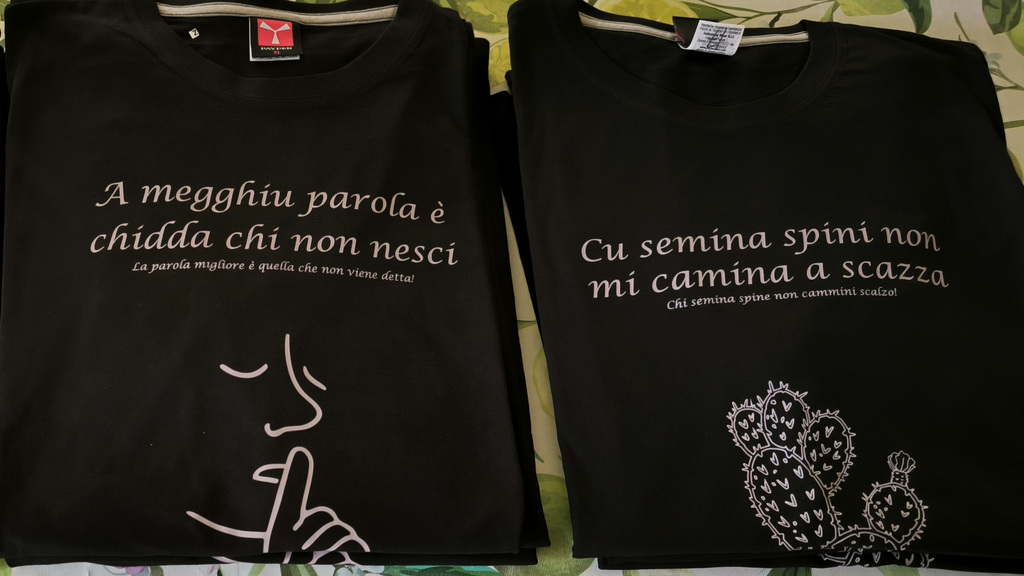 A megghiu parola è
chidda chi non nesci
La parola migliore è quella che non viene detta!
Cu semina spini non
mi camina a scazza
Chi semina spine non cammini scalzo!